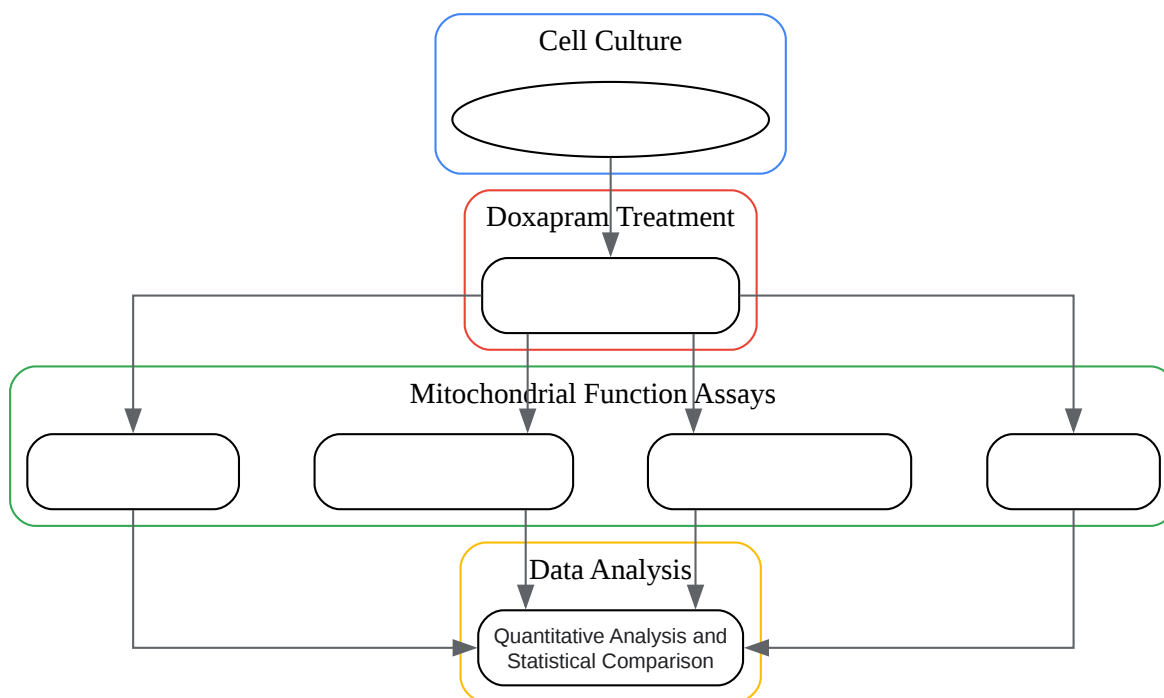 Cell Culture
Doxapram Treatment
Mitochondrial Function Assays
Data Analysis
Quantitative Analysis and
Statistical Comparison